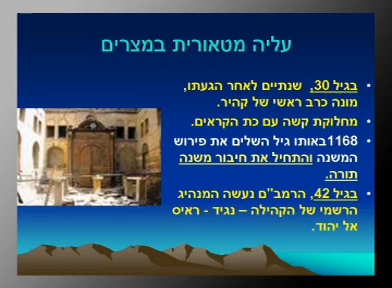 עליה מטאורית במצרים
• בגיל 30, שנתיים לאחר הגעתו,
מונה כרב ראשי של קהיר.
• מחלוקת קשה עם כת הקראים.
• 1168באותו גיל השלים את פירוש
המשנה והתחיל את חיבור משנה
תורה.
• בגיל 42, הרמב"ם נעשה המנהיג
הרשמי של הקהילה – נגיד - ראיס
אל יהוד.